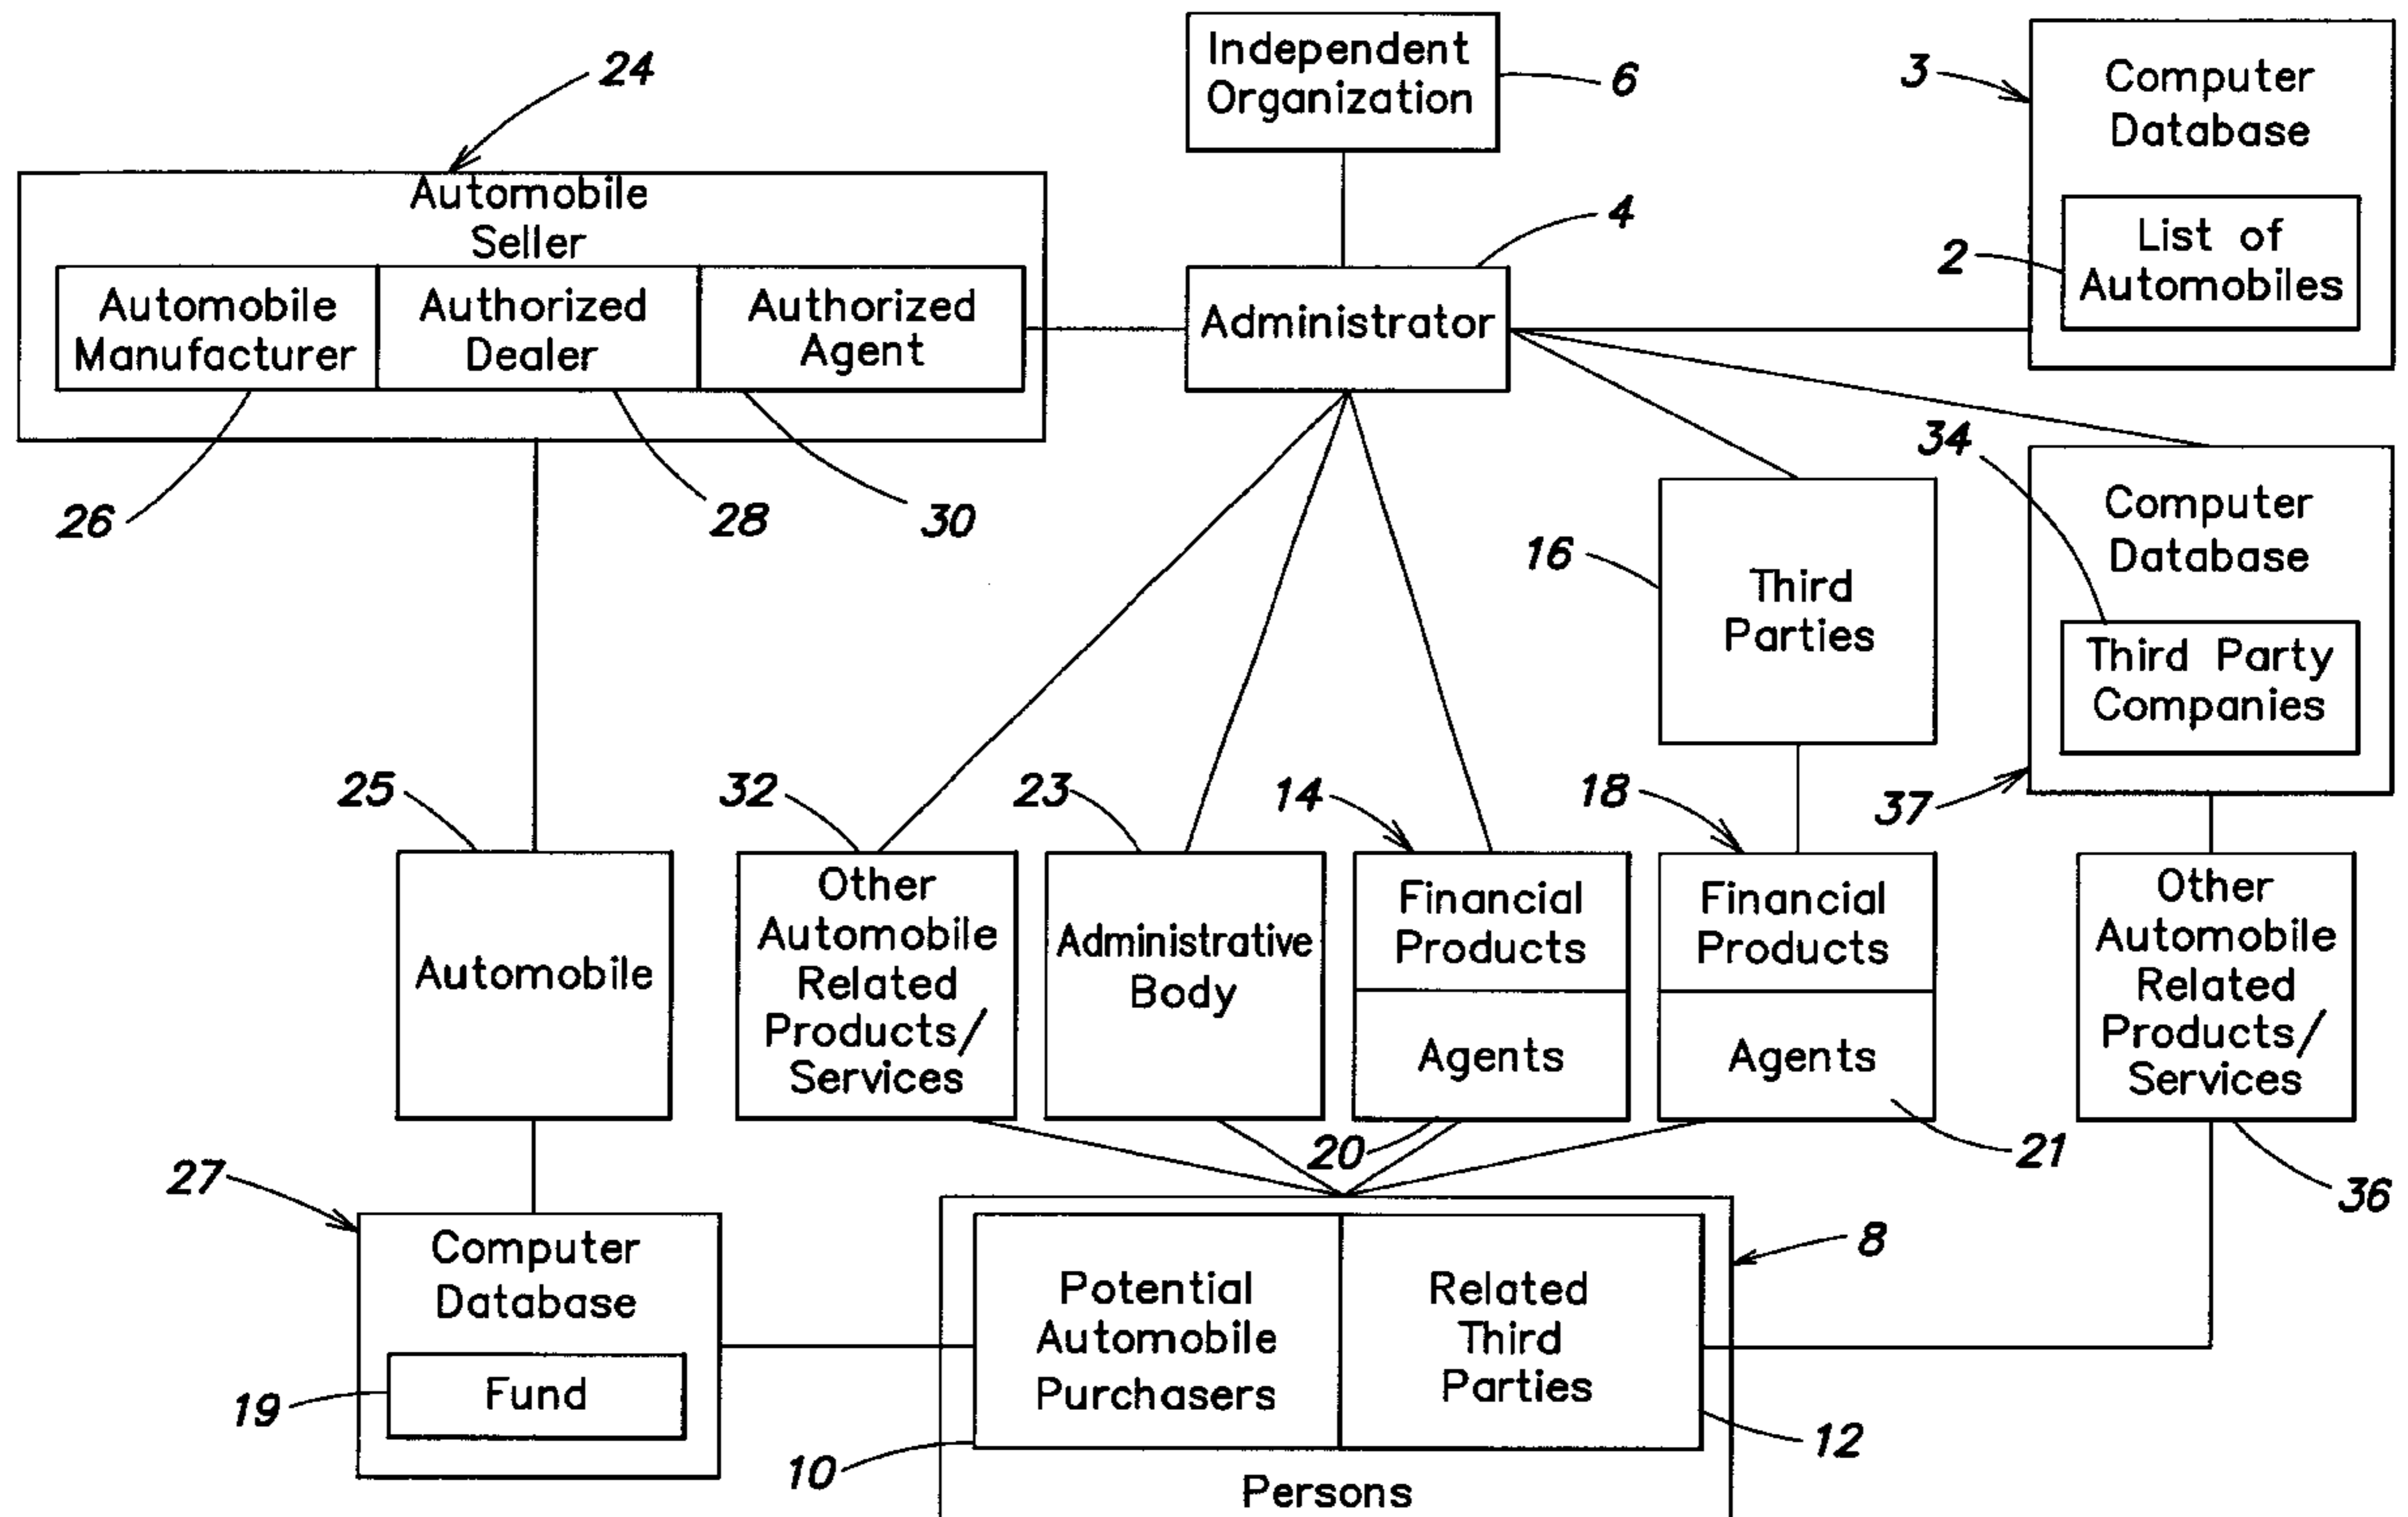 24
Independent
Organization
6
3
Computer
Database
2
List of
Automobiles
Automobile
Seller
Automobile
Manufacturer
Authorized
Dealer
Authorized
Agent
26
28
30
4
Administrator
16
Third
Parties
34
Computer
Database
Third Party
Companies
37
25
Automobile
32
Other
Automobile
Related
Products/
Services
23
Administrative
Body
14
Financial
Products
Agents
20
18
Financial
Products
Agents
21
Other
Automobile
Related
Products/
Services
36
27
Computer
Database
19
Fund
8
Potential
Automobile
Purchasers
10
Related
Third
Parties
12
Persons